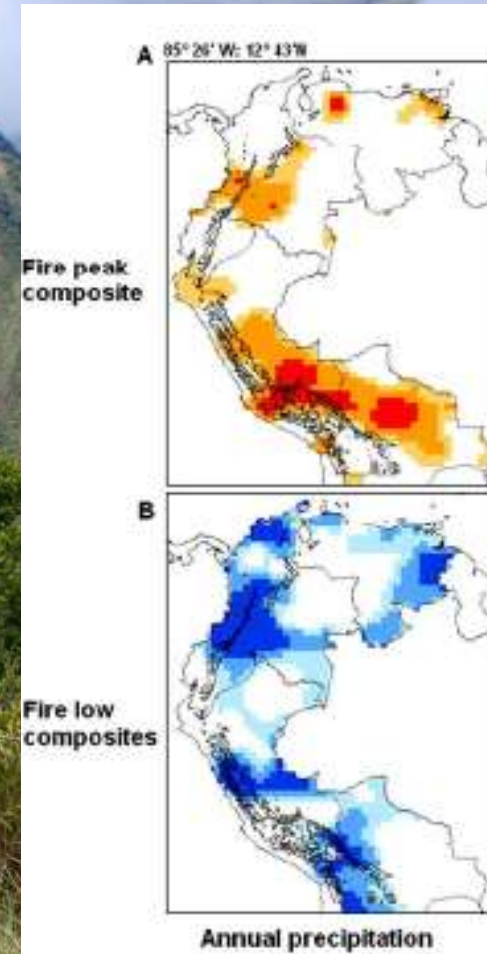 A 85° 26' W: 12° 43'N
Fire peak
composite
B
Fire low
composites
Annual precipitation